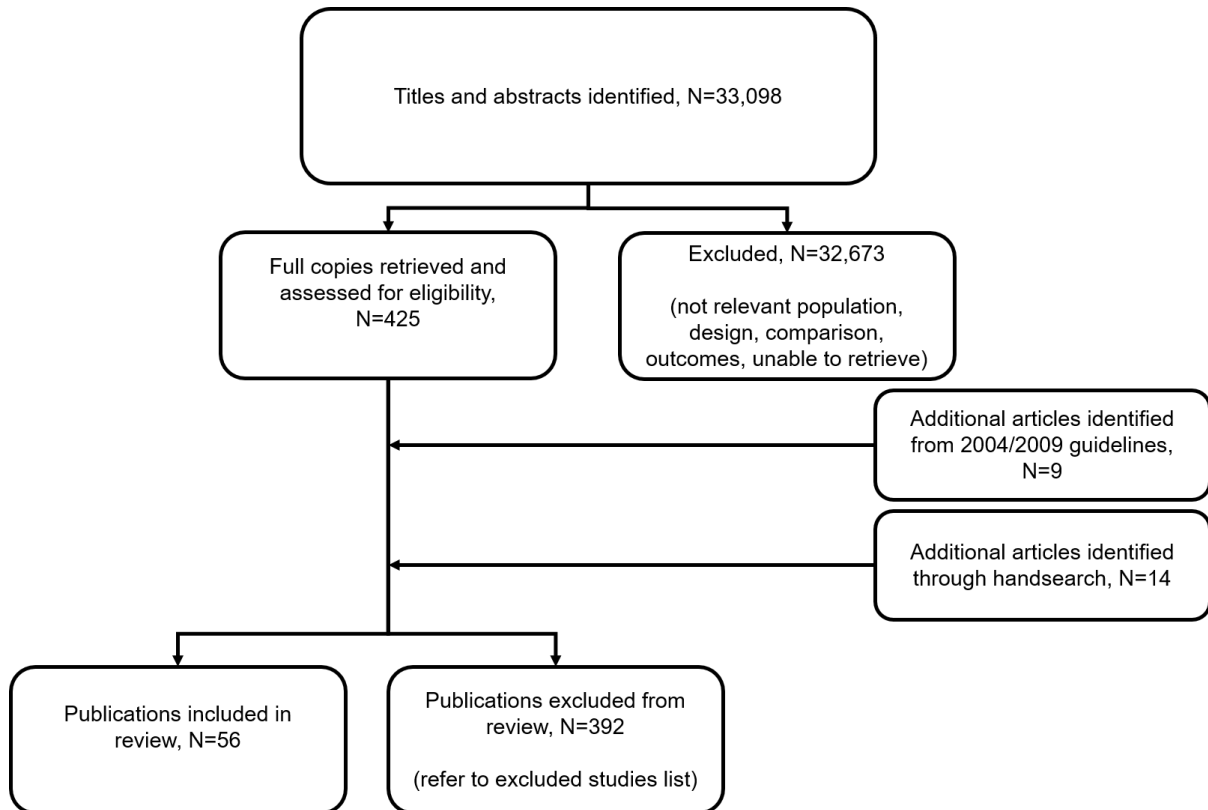 Titles and abstracts identified, N=33,098
Full copies retrieved and
assessed for eligibility,
N=425
Excluded, N=32,673
(not relevant population,
design, comparison,
outcomes, unable to retrieve)
Additional articles identified
from 2004/2009 guidelines,
N=9
Additional articles identified
through handsearch, N=14
Publications included in
review, N=56
Publications excluded from
review, N=392
(refer to excluded studies list)